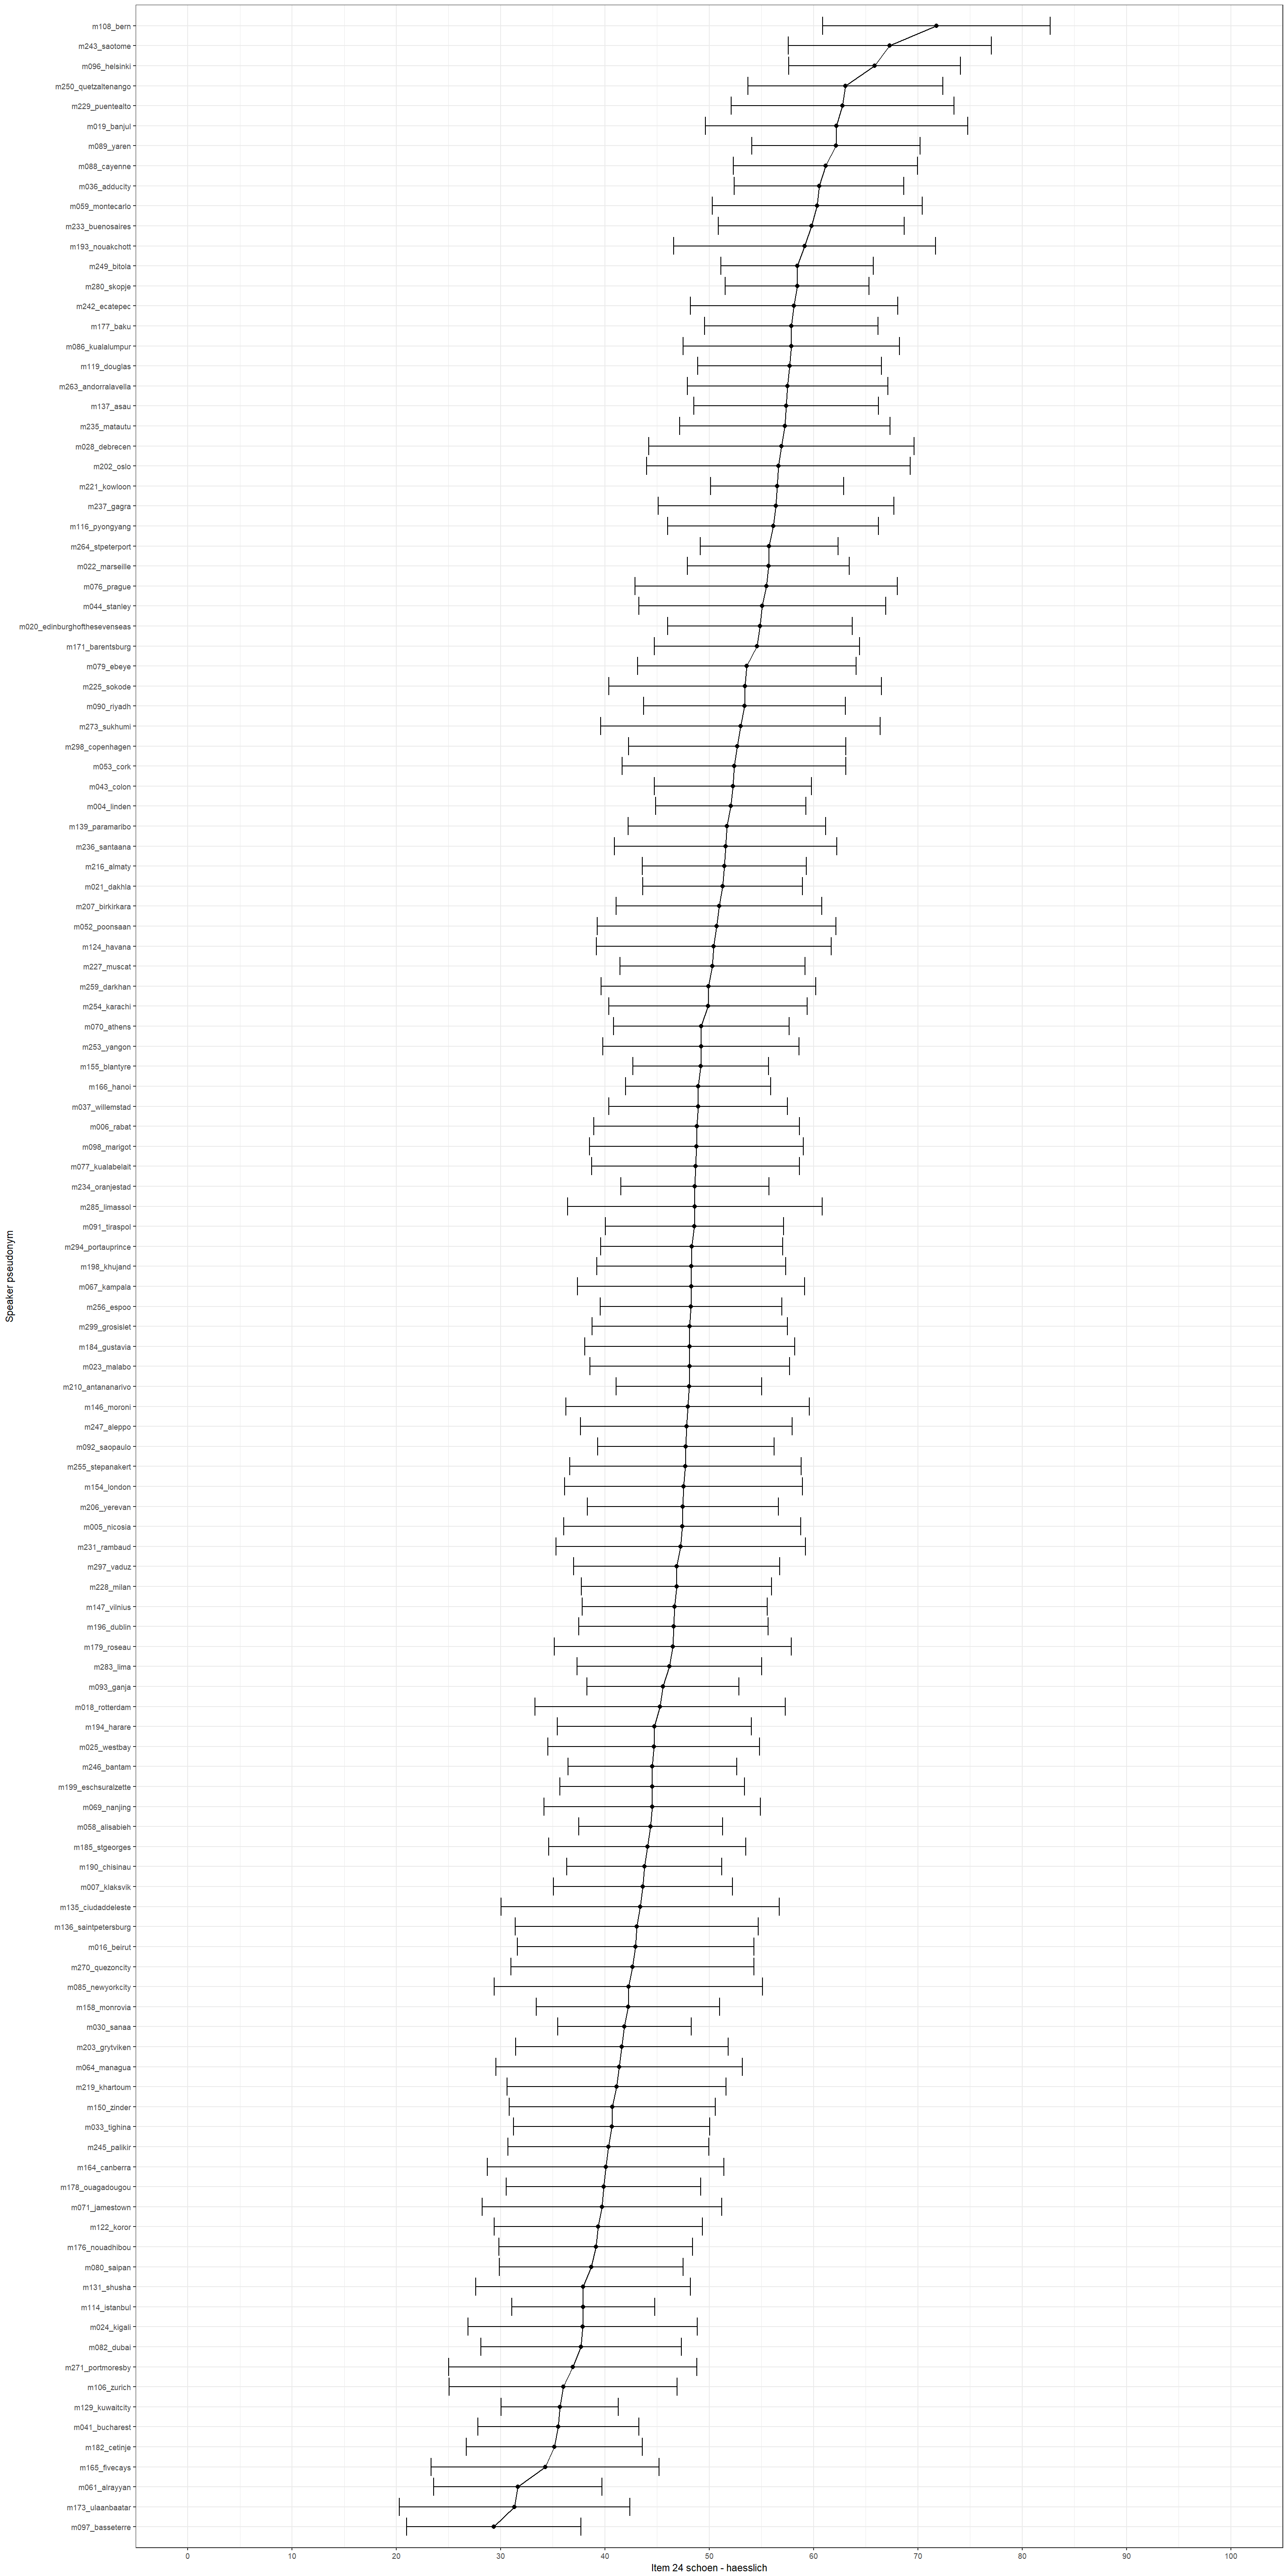 m108_bern
m243_saotome
m096_helsinki
m250_quetzaltenango
m229_puentealto
m019_banjul
m089_yaren
m088_cayenne
m036_adducity
m059_montecarlo
m233_buenosaires
m193_nouakchott
m249_bitola
m280_skopje
m242_ecatepec
m177_baku
m086_kualalumpur
m119_douglas
m263_andorralavella
m137_asau
m235_matautu
m028_debrecen
m202_oslo
m221_kowloon
m237_gagra
m116_pyongyang
m264_stpeterport
m022_marseille
m076_prague
m044_stanley
m020_edinburghofthesevenseas
m171_barentsburg
m079_ebeye
m225_sokode
m090_riyadh
m273_sukhumi
m298_copenhagen
m053_cork
m043_colon
m004_linden
m139_paramaribo
m236_santaana
m216_almaty
m021_dakhla
m207_birkirkara
m052_poonsaan
m124_havana
m227_muscat
m259_darkhan
m254_karachi
m070_athens
m253_yangon
m155_blantyre
m166_hanoi
m037_willemstad
m006_rabat
m098_marigot
m077_kualabelait
m234_oranjestad
m285_limassol
m091_tiraspol
m294_portauprince
m198_khujand
m067_kampala
m256_espoo
m299_grosislet
m184_gustavia
m023_malabo
m210_antananarivo
m146_moroni
m247_aleppo
m092_saopaulo
m255_stepanakert
m154_london
m206_yerevan
m005_nicosia
m231_rambaud
m297_vaduz
m228_milan
m147_vilnius
m196_dublin
m179_roseau
m283_lima
m093_ganja
m018_rotterdam
m194_harare
m025_westbay
m246_bantam
m199_eschsuralzette
m069_nanjing
m058_alisabieh
m185_stgeorges
m190_chisinau
m007_klaksvik
m135_ciudaddeleste
m136_saintpetersburg
m016_beirut
m270_quezoncity
m085_newyorkcity
m158_monrovia
m030_sanaa
m203_grytviken
m064_managua
m219_khartoum
m150_zinder
m033_tighina
m245_palikir
m164_canberra
m178_ouagadougou
m071_jamestown
m122_koror
m176_nouadhibou
m080_saipan
m131_shusha
m114_istanbul
m024_kigali
m082_dubai
m271_portmoresby
m106_zurich
m129_kuwaitcity
m041_bucharest
m182_cetinje
m165_fivecays
m061_alrayyan
m173_ulaanbaatar
m097_basseterre
Speaker pseudonym
0 10 20 30 40 50 60 70 80 90 100
Item 24 schoen - haesslich